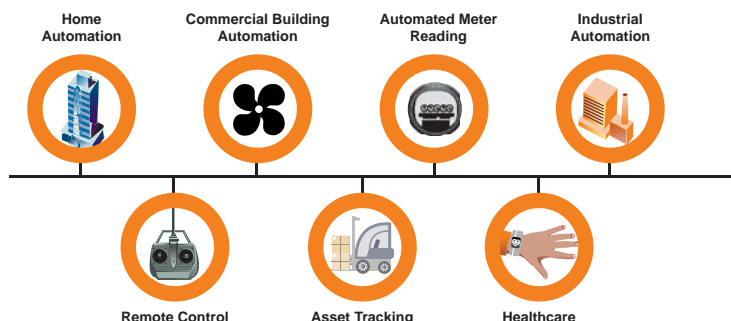 Home
Automation
Commercial Building
Automation
Automated Meter
Reading
Industrial
Automation
Remote Control
Asset Tracking
Healthcare